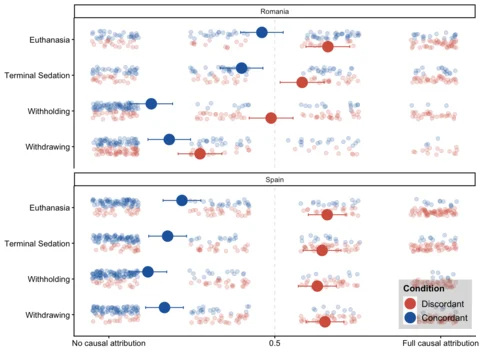 Romania
Euthanasia
Terminal Sedation
Withholding
Withdrawing
Spain
Euthanasia
Terminal Sedation
Withholding
Withdrawing
Condition
Discordant
Concordant
No causal attribution 0.5 Full causal attribution